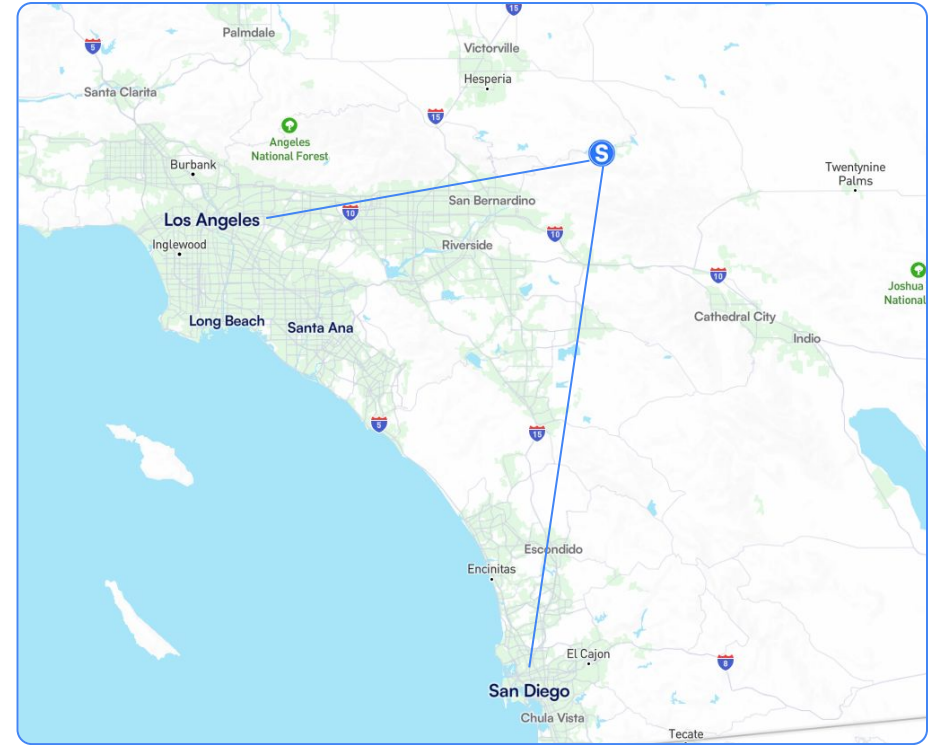 15
Palmdale
5
Victorville
Hesperia
Santa Clarita
15
Angeles
National Forest
S
Burbank
Twentynine
Palms
San Bernardino
10
Los Angeles
10
Inglewood
Riverside
10
Joshua
National
Cathedral City
Long Beach
Santa Ana
Indio
5
15
Escondido
Encinitas
El Cajon
8
San Diego
Chula Vista
Tecate